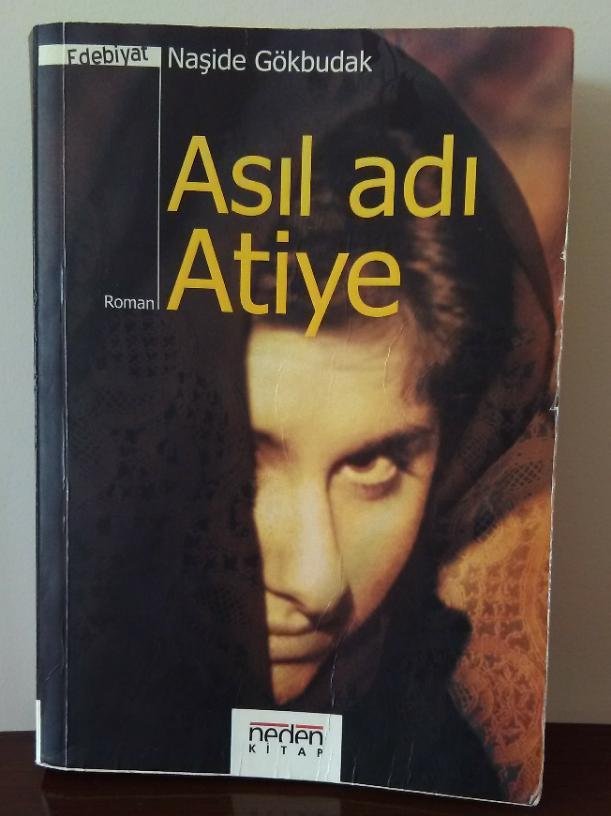 Edebiyat
Naşide Gökbudak
Asıl adı
Atiye
Roman
neden
KİTAP